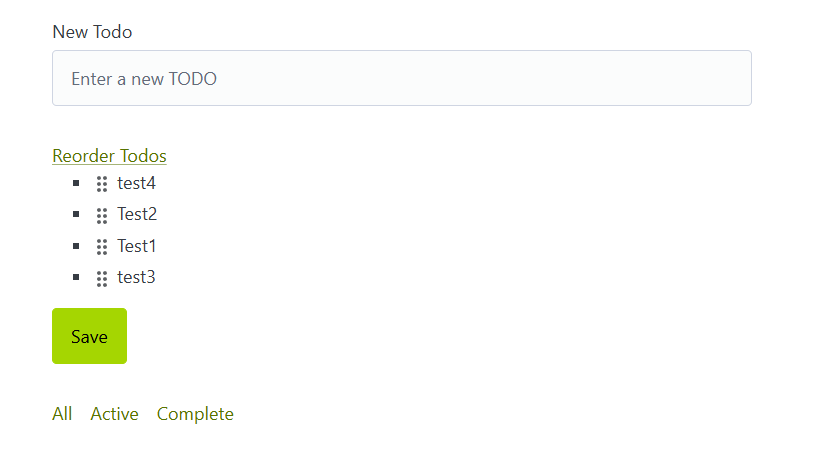 New Todo
Enter a new TODO
Reorder Todos
test4
Test2
Test1
test3
Save
All Active Complete